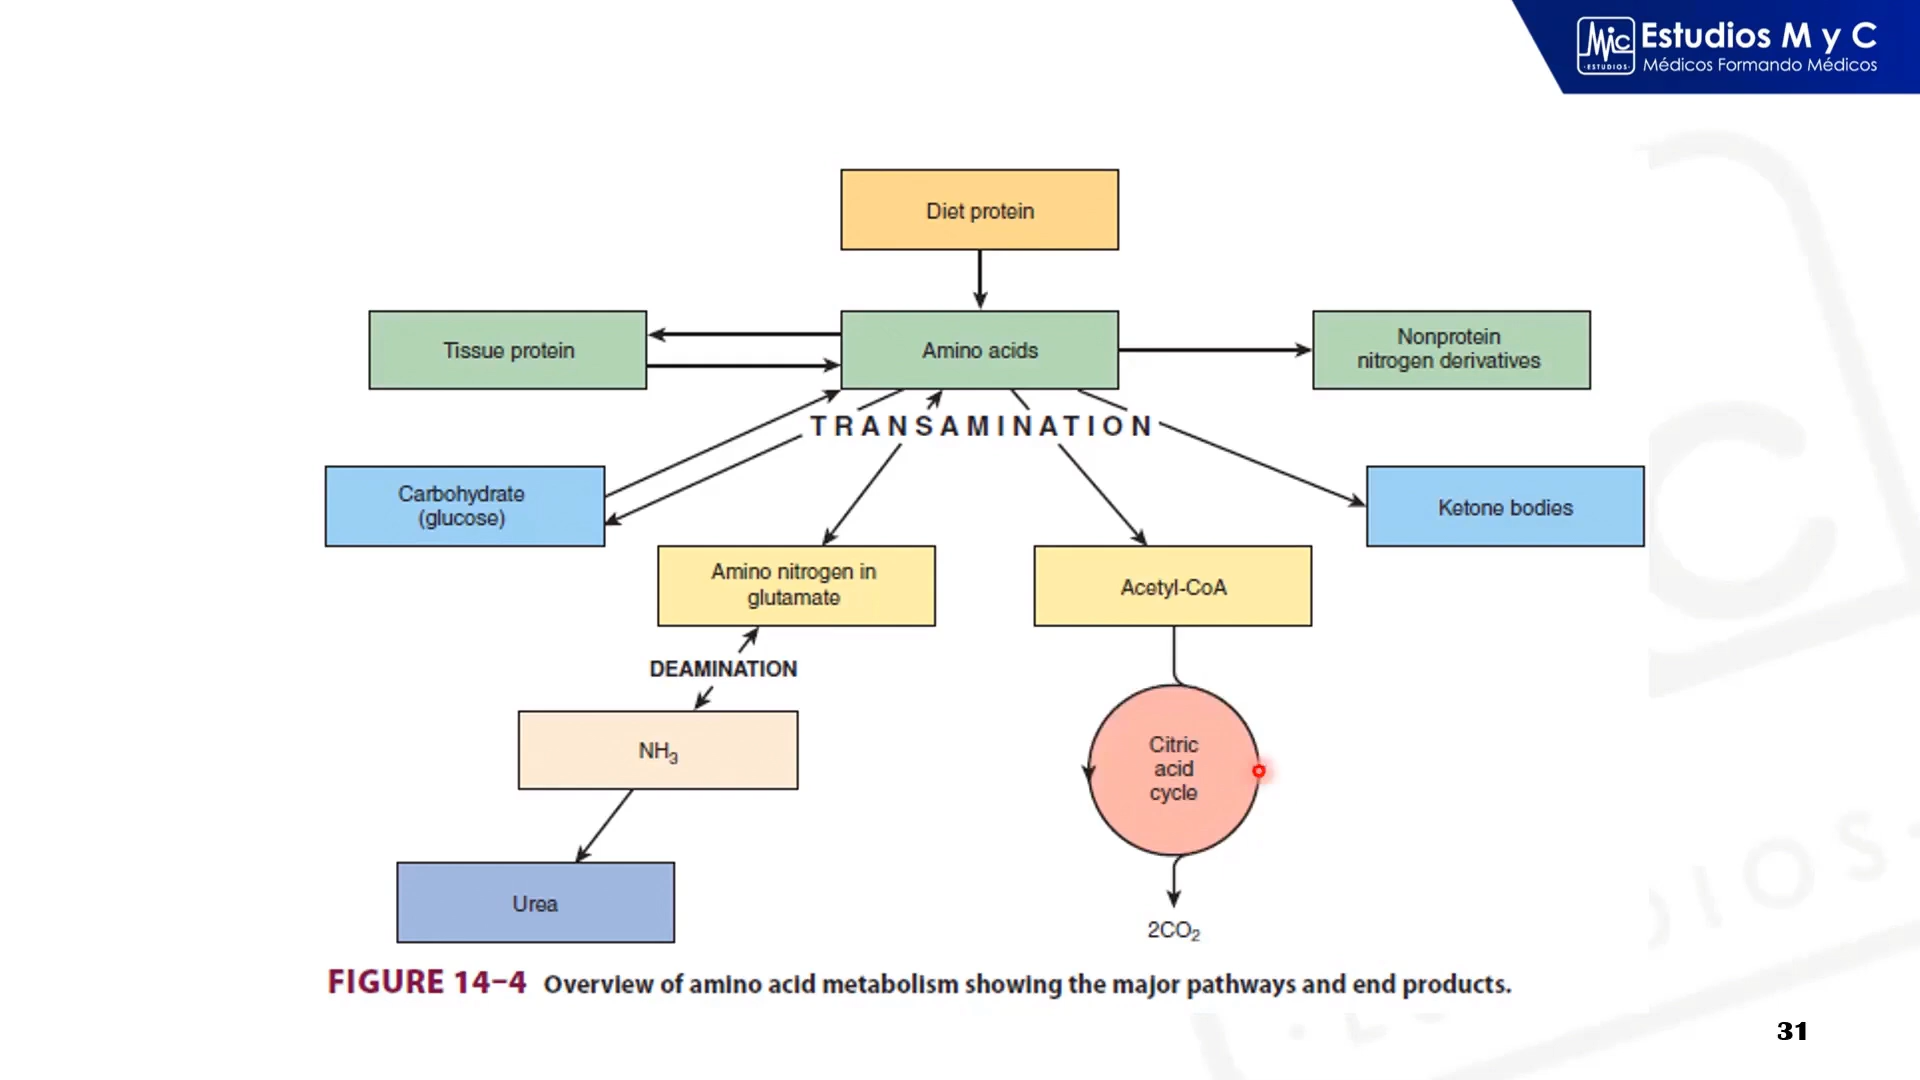 Mic
·ESTUDIOS·
Estudios M y C
Médicos Formando Médicos
Diet protein
Tissue protein
Amino acids
Nonprotein
nitrogen derivatives
TRANSAMINATION
Carbohydrate
(glucose)
Ketone bodies
Amino nitrogen in
glutamate
Acetyl-CoA
DEAMINATION
NH₃
Citric
acid
cycle
Urea
2CO₂
FIGURE 14–4 Overview of amino acid metabolism showing the major pathways and end products.
31